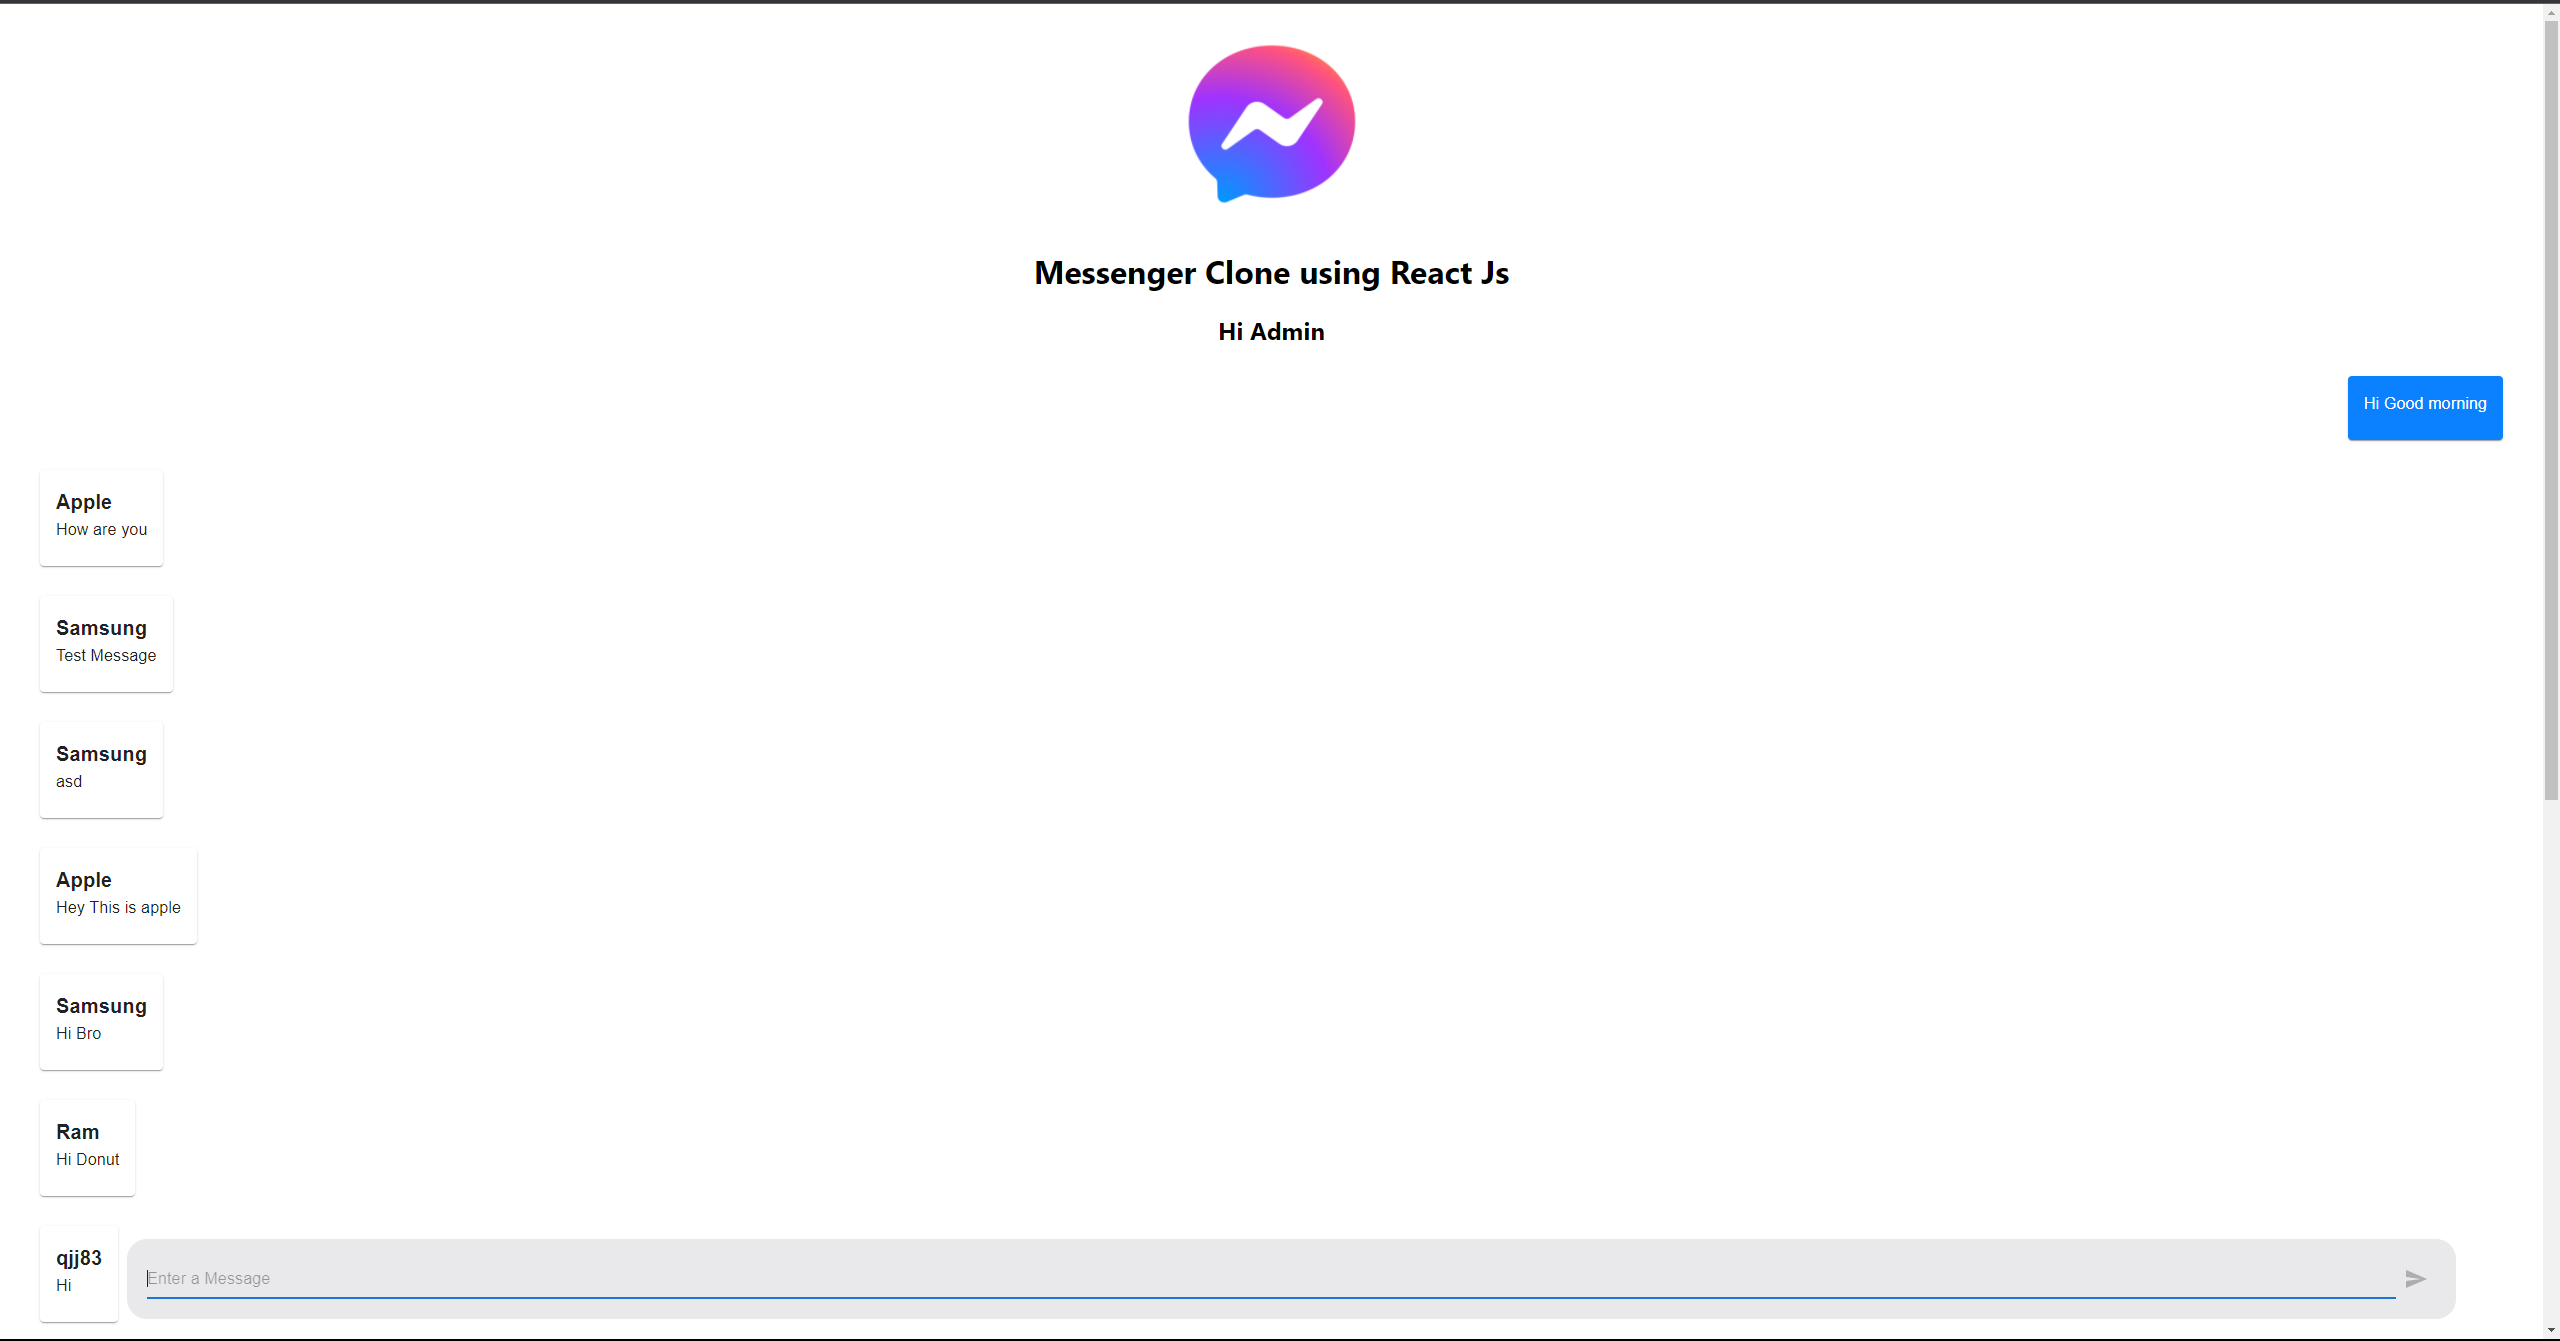 Messenger Clone using React Js
Hi Admin
Hi Good morning
Apple
How are you
Samsung
Test Message
Samsung
asd
Apple
Hey This is apple
Samsung
Hi Bro
Ram
Hi Donut
qjj83
Hi
Enter a Message